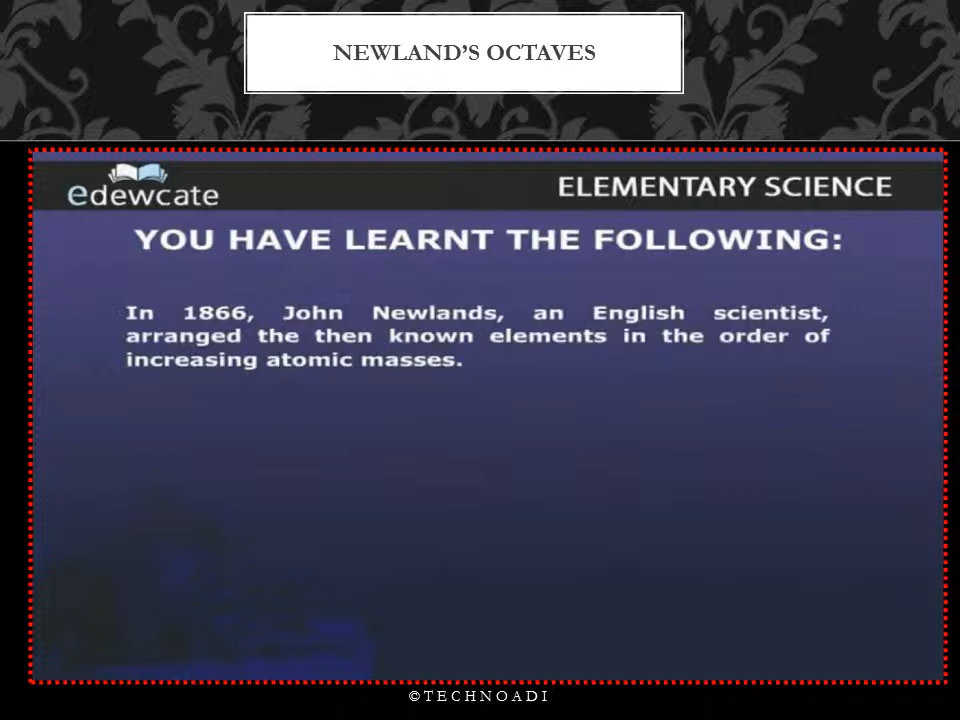 NEWLAND’S OCTAVES
edewcate
ELEMENTARY SCIENCE
YOU HAVE LEARNT THE FOLLOWING:
In 1866, John Newlands, an English scientist,
arranged the then known elements in the order of
increasing atomic masses.
©TECHNOADI